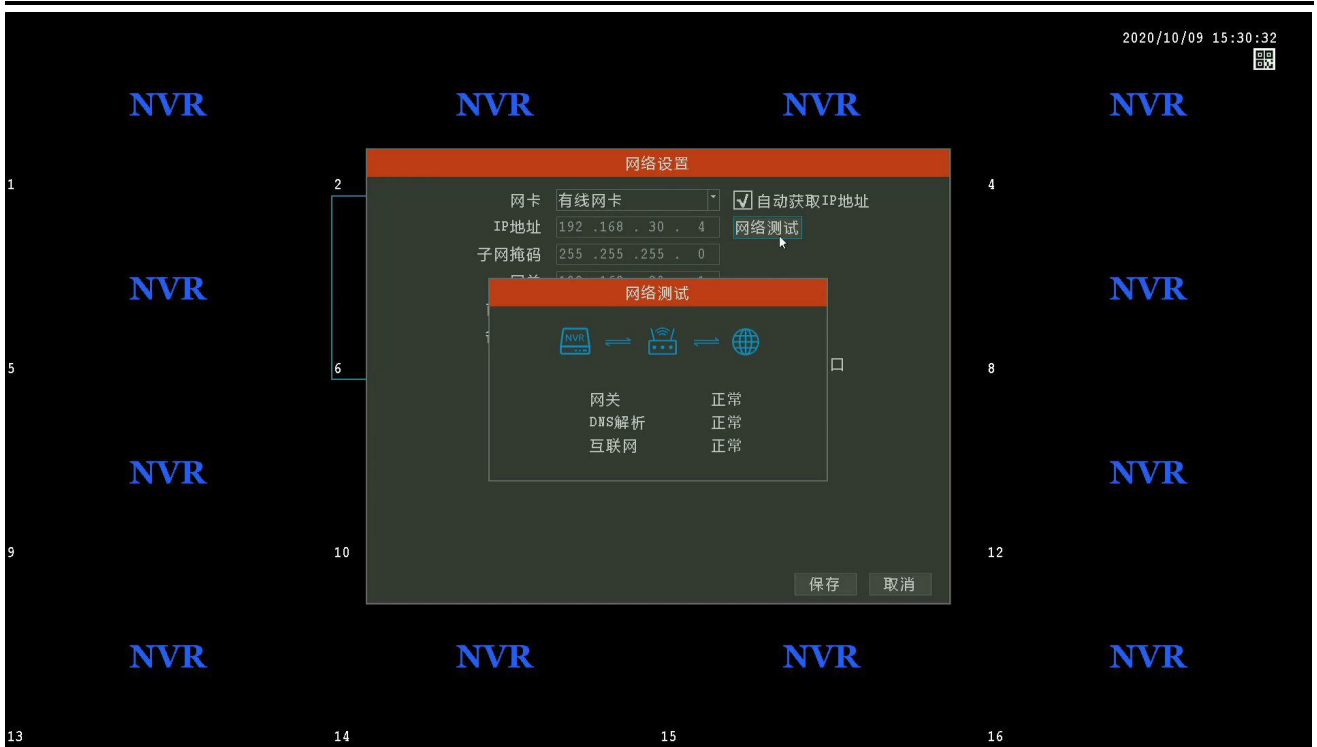 2020/10/09 15:30:32
NVR NVR NVR NVR
网络设置
1 2 4
网卡 有线网卡 自动获取IP地址
IP地址 192 .168 . 30 . 4 网络测试
子网掩码 255 .255 .255 . 0
NVR NVR
网络测试
NVR
5 6 8
网关 正常
DNS解析 正常
互联网 正常
NVR NVR
9 10 12
保存 取消
NVR NVR NVR NVR
13 14 15 16